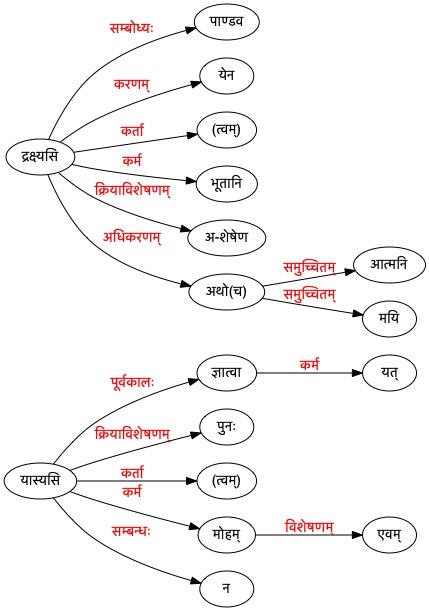 पाण्डव
सम्बोध्यः
येन
करणम्
(त्वम्)
कर्ता
द्रक्ष्यसि
कर्म
भूतानि
क्रियाविशेषणम्
अ-शेषेण
अधिकरणम्
अथो(च)
समुच्चितम्
आत्मनि
समुच्चितम्
मयि
ज्ञात्वा
कर्म
यत्
पूर्वकालः
पुनः
क्रियाविशेषणम्
(त्वम्)
कर्ता
यास्यसि
कर्म
मोहम्
विशेषणम्
एवम्
सम्बन्धः
न